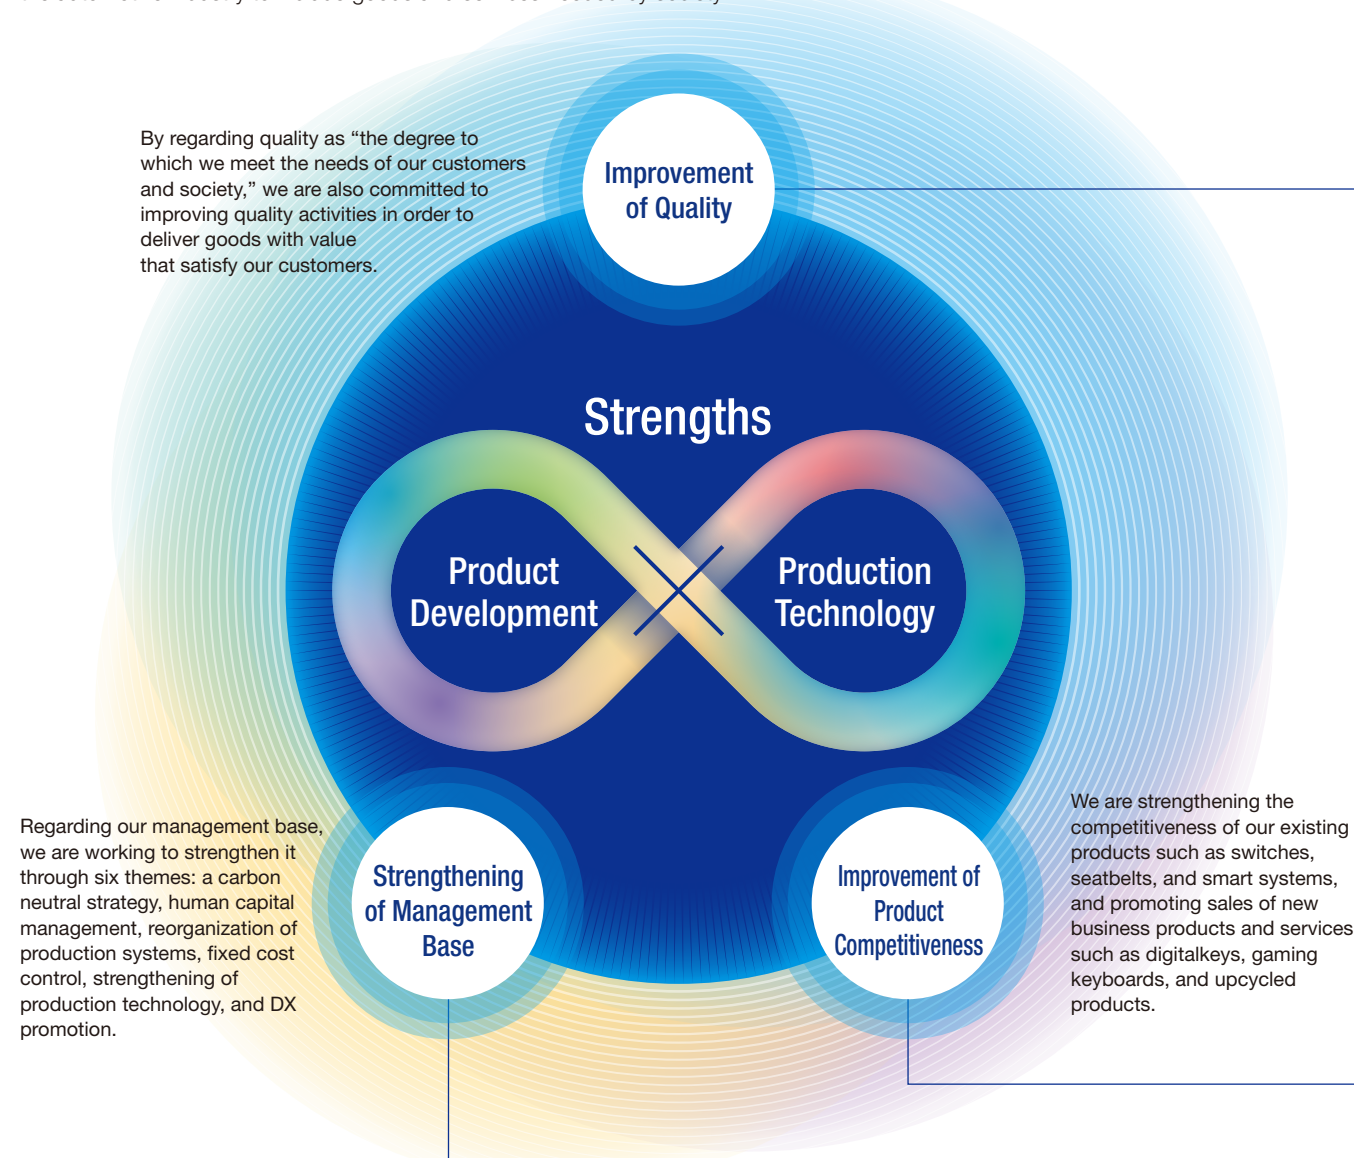 By regarding quality as “the degree to
which we meet the needs of our customers
and society,” we are also committed to
improving quality activities in order to
deliver goods with value
that satisfy our customers.
Improvement
of Quality
Strengths
Product
Development
Production
Technology
Regarding our management base,
we are working to strengthen it
through six themes: a carbon
neutral strategy, human capital
management, reorganization of
production systems, fixed cost
control, strengthening of
production technology, and DX
promotion.
Strengthening
of Management
Base
Improvement of
Product
Competitiveness
We are strengthening the
competitiveness of our existing
products such as switches,
seatbelts, and smart systems,
and promoting sales of new
business products and services
such as digitalkeys, gaming
keyboards, and upcycled
products.